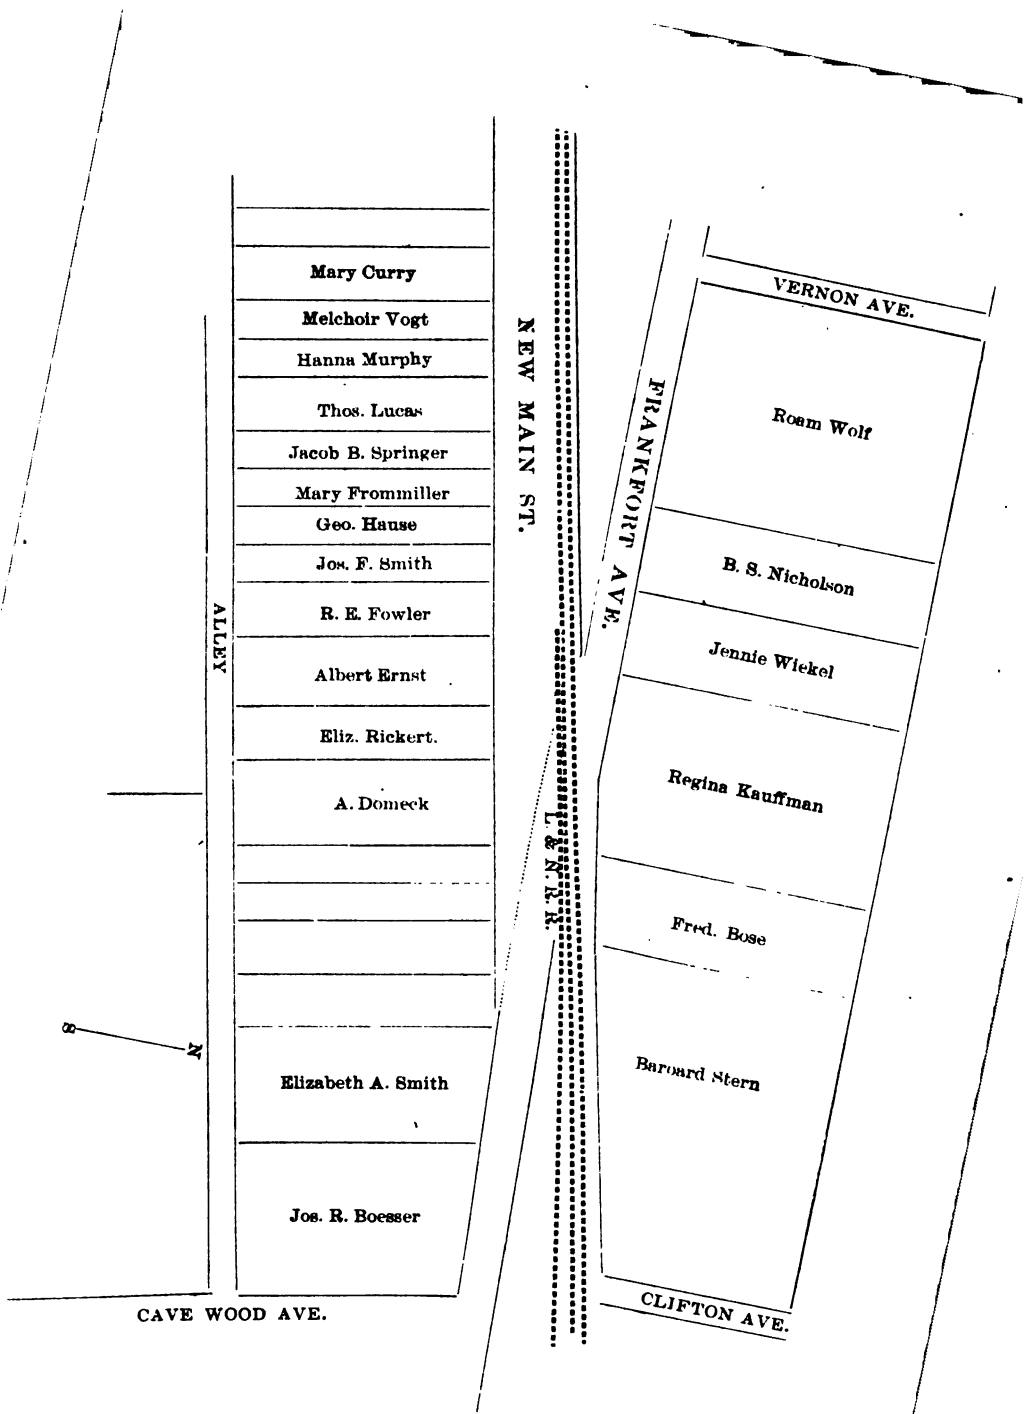 Mary Curry
Melchoir Vogt
Hanna Murphy
Thos. Lucas
Jacob B. Springer
Mary Frommiller
Geo. Hause
Jos. F. Smith
R. E. Fowler
Albert Ernst
Eliz. Rickert.
A. Domeck
Elizabeth A. Smith
Jos. R. Boesser
ALLEY
S
N
CAVE WOOD AVE.
NEW MAIN ST.
L. & N. R. R.
FRANKFORT AVE.
VERNON AVE.
Roam Wolf
B. S. Nicholson
Jennie Wiekel
Regina Kauffman
Fred. Bose
Barnard Stern
CLIFTON AVE.